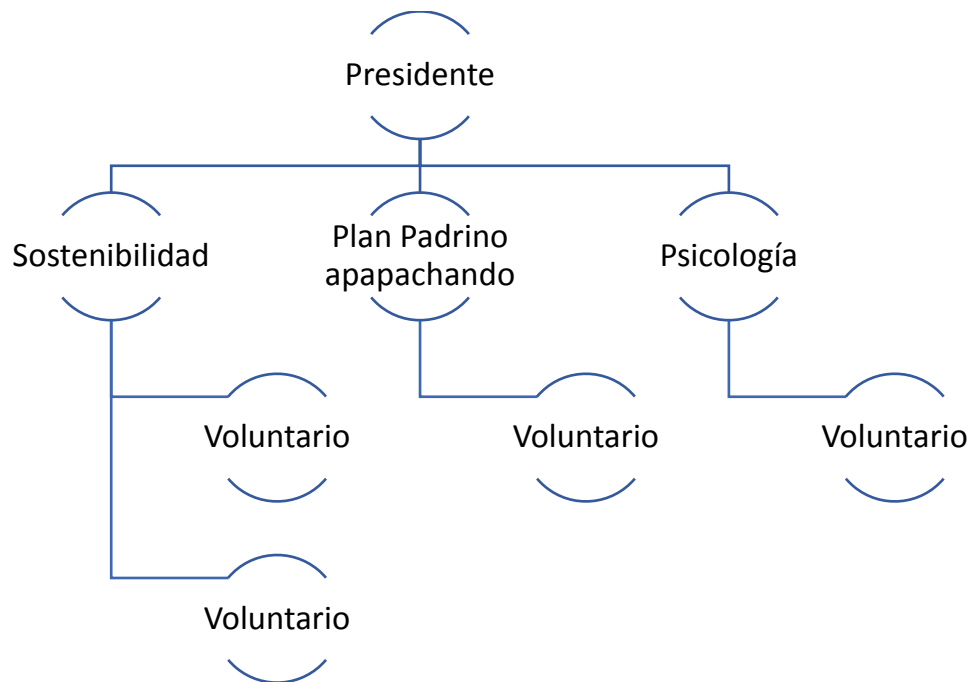 Presidente
Sostenibilidad
Plan Padrino
apapachando
Psicología
Voluntario
Voluntario
Voluntario
Voluntario